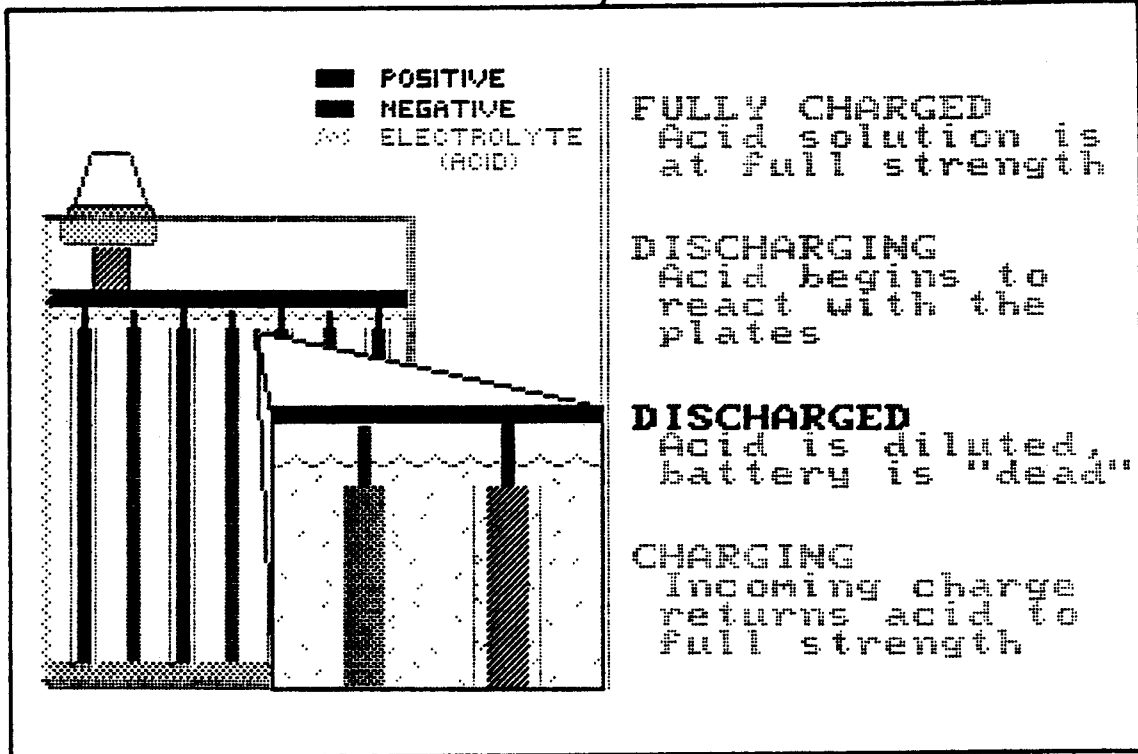 POSITIVE
NEGATIVE
ELECTROLYTE
(ACID)
FULLY CHARGED
Acid solution is
at full strength
DISCHARGING
Acid begins to
react with the
plates
DISCHARGED
Acid is diluted,
battery is "dead"
CHARGING
Incoming charge
returns acid to
full strength